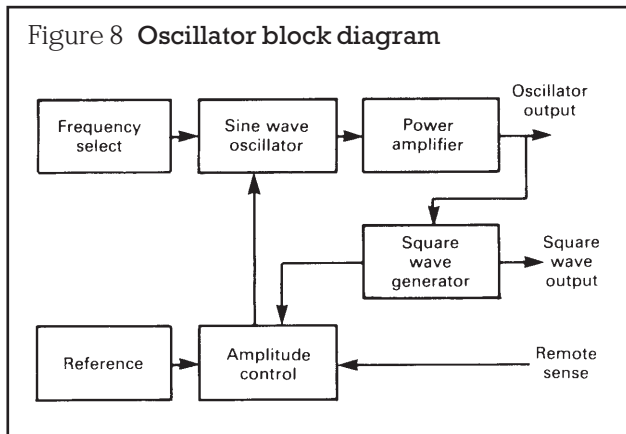 Figure 8 Oscillator block diagram
Oscillator
output
Frequency
select
Sine wave
oscillator
Power
amplifier
Square
wave
generator
Square
wave
output
Reference
Amplitude
control
Remote
sense